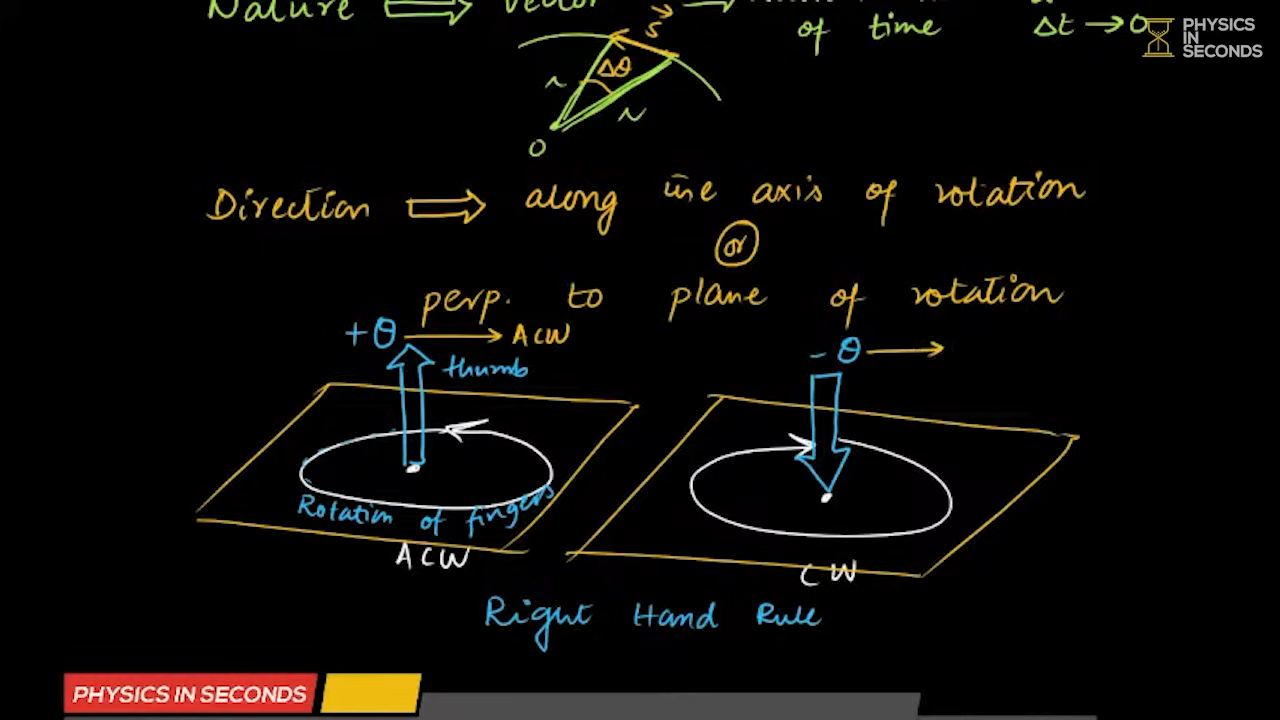 Nature ⇒ Vector →
of time Δt → 0
PHYSICS
IN
SECONDS
s
Δθ
r
r
O
Direction ⇒ along the axis of rotation
or
perp. to plane of rotation
+θ → ACW
-θ →
thumb
Rotation of fingers
ACW
CW
Right Hand Rule
PHYSICS IN SECONDS